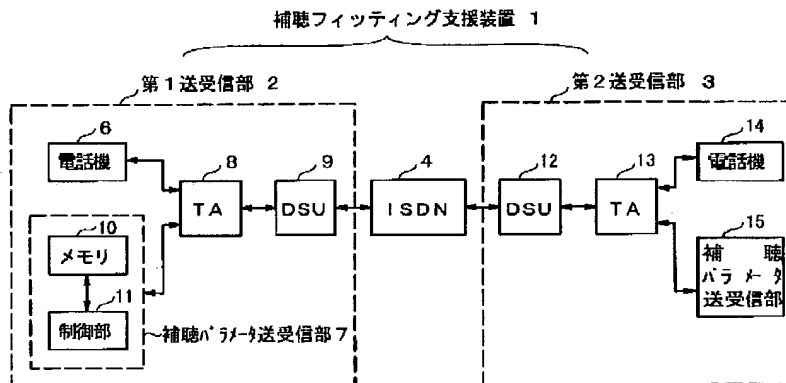 補聴フィッティング支援装置 1
第1送受信部 2
第2送受信部 3
6
電話機
8
TA
9
DSU
4
ISDN
12
DSU
13
TA
14
電話機
10
メモリ
11
制御部
補聴パラメータ送受信部7
15
補聴
パラメータ
送受信部